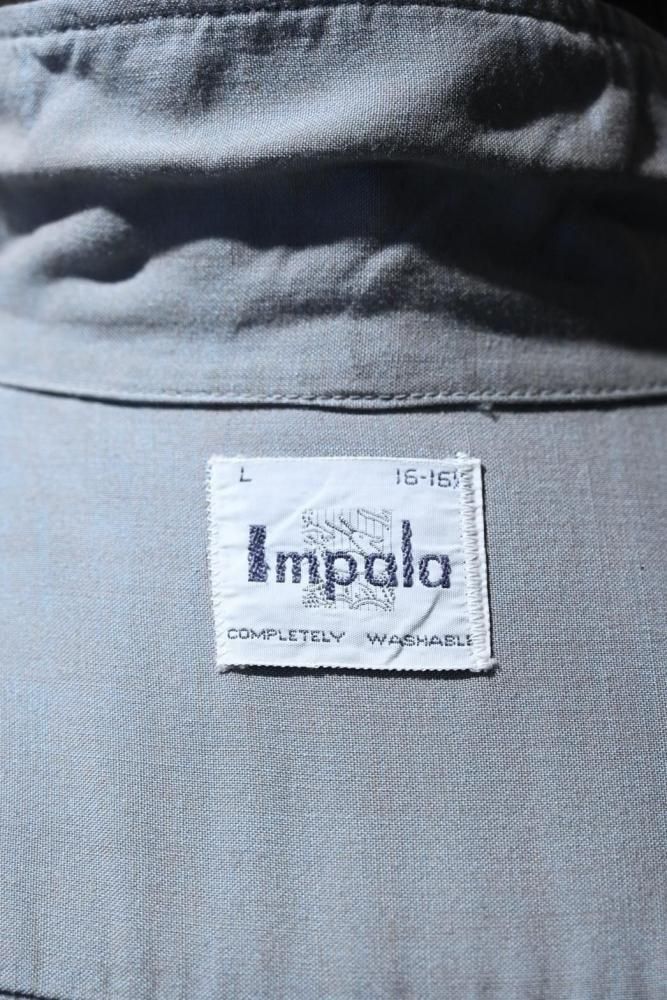 L 16-16½
Impala
COMPLETELY WASHABLE